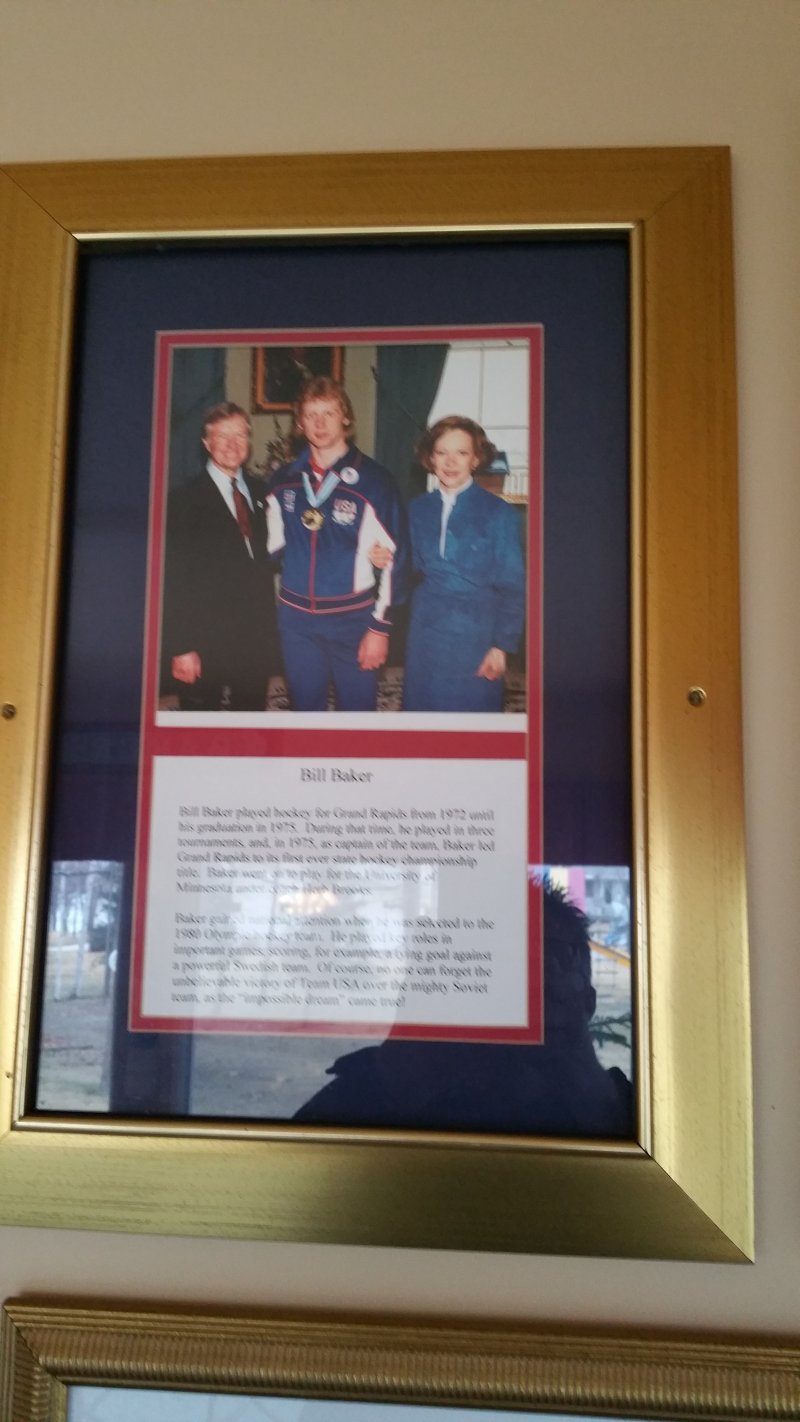 USA
Bill Baker
Bill Baker played hockey for Grand Rapids from 1972 until
his graduation in 1975. During that time, he played in three
tournaments, and, in 1975, as captain of the team, Baker led
Grand Rapids to its first ever state hockey championship
title. Baker went on to play for the University of
Minnesota under coach Herb Brooks.
Baker gained national attention when he was selected to the
1980 Olympic hockey team. He played key roles in
important games, scoring, for example, a tying goal against
a powerful Swedish team. Of course, no one can forget the
unbelievable victory of Team USA over the mighty Soviet
team, as the "impossible dream" came true!